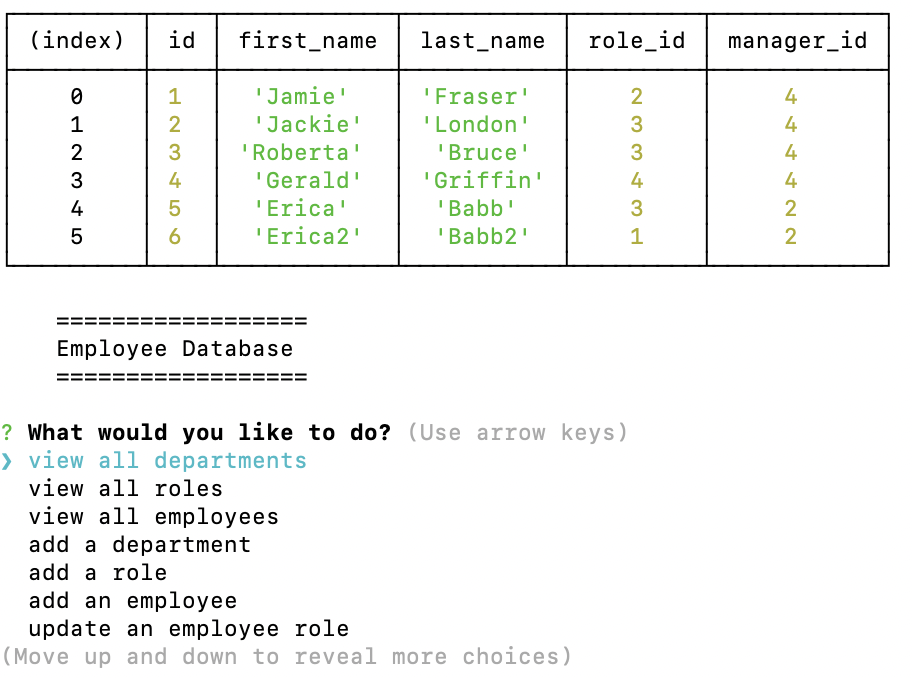 (index) id first_name last_name role_id manager_id
0 1 'Jamie' 'Fraser' 2 4
1 2 'Jackie' 'London' 3 4
2 3 'Roberta' 'Bruce' 3 4
3 4 'Gerald' 'Griffin' 4 4
4 5 'Erica' 'Babb' 3 2
5 6 'Erica2' 'Babb2' 1 2
==================
Employee Database
==================
? What would you like to do? (Use arrow keys)
❯ view all departments
view all roles
view all employees
add a department
add a role
add an employee
update an employee role
(Move up and down to reveal more choices)